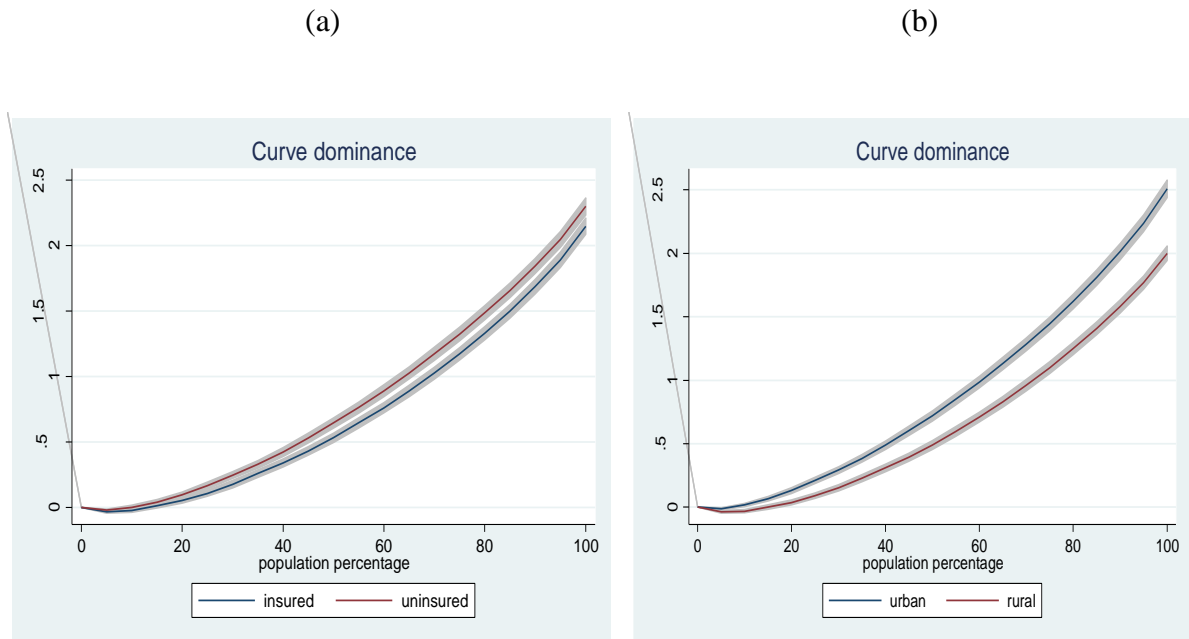 (a)
(b)
Curve dominance
2.5
2
1.5
1
.5
0
0 20 40 60 80 100
population percentage
insured uninsured
Curve dominance
2.5
2
1.5
1
.5
0
0 20 40 60 80 100
population percentage
urban rural